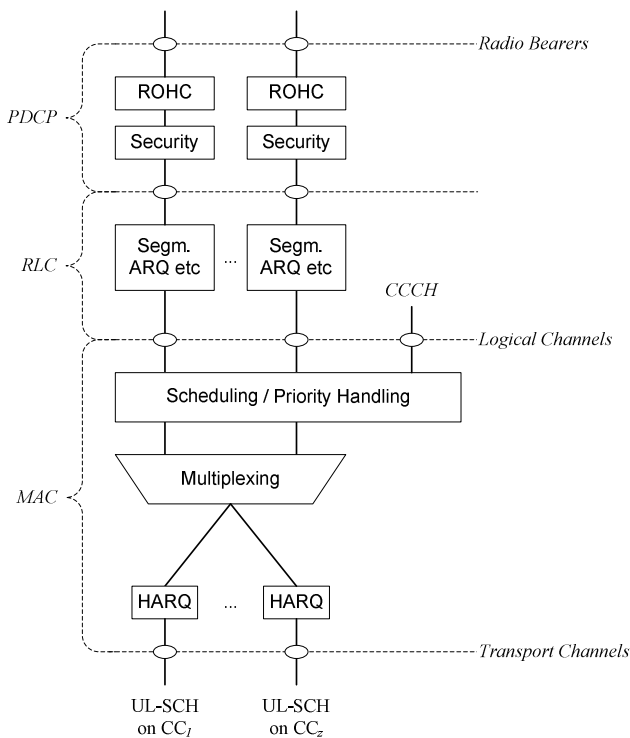 Radio Bearers
ROHC
ROHC
PDCP
Security
Security
Segm.
ARQ etc
...
Segm.
ARQ etc
RLC
CCCH
Logical Channels
Scheduling / Priority Handling
Multiplexing
MAC
HARQ
...
HARQ
Transport Channels
UL-SCH
on CC1
UL-SCH
on CCz